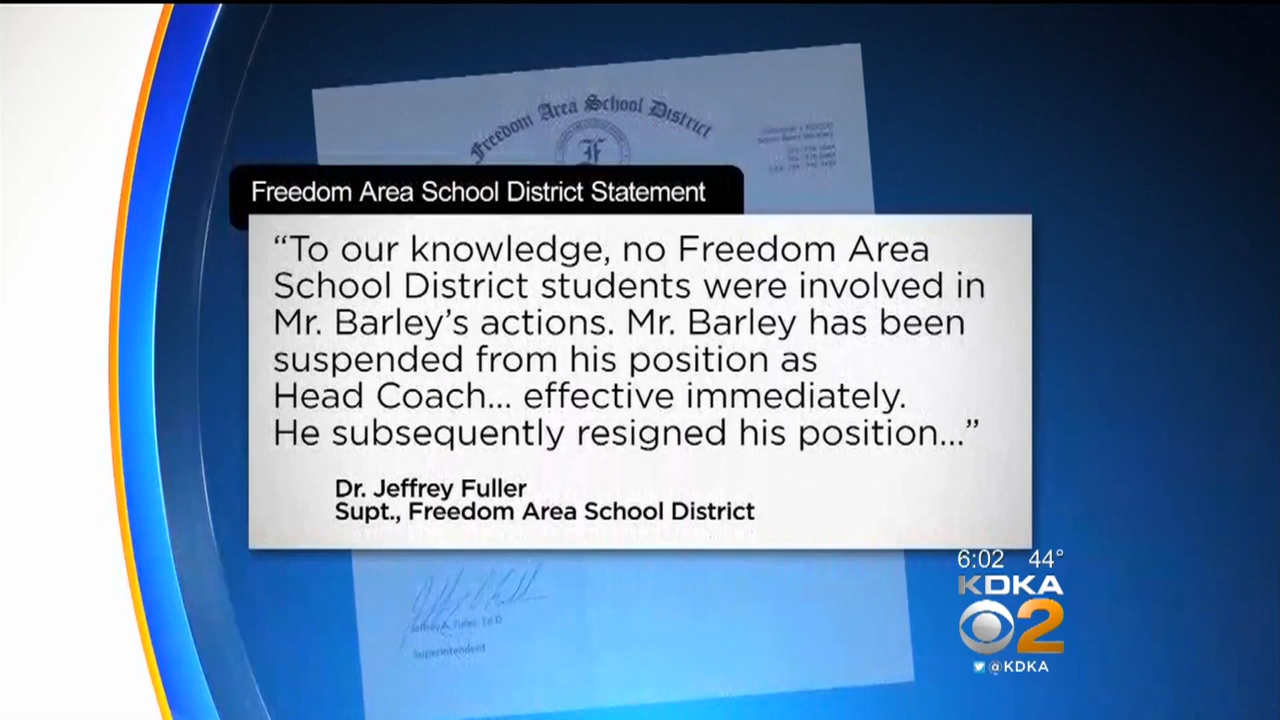 Freedom Area School District
Freedom Area School District Statement
“To our knowledge, no Freedom Area
School District students were involved in
Mr. Barley’s actions. Mr. Barley has been
suspended from his position as
Head Coach... effective immediately.
He subsequently resigned his position...”
Dr. Jeffrey Fuller
Supt., Freedom Area School District
Jeffrey A. Fuller, Ed.D
Superintendent
6:02 44°
KDKA
2
@KDKA